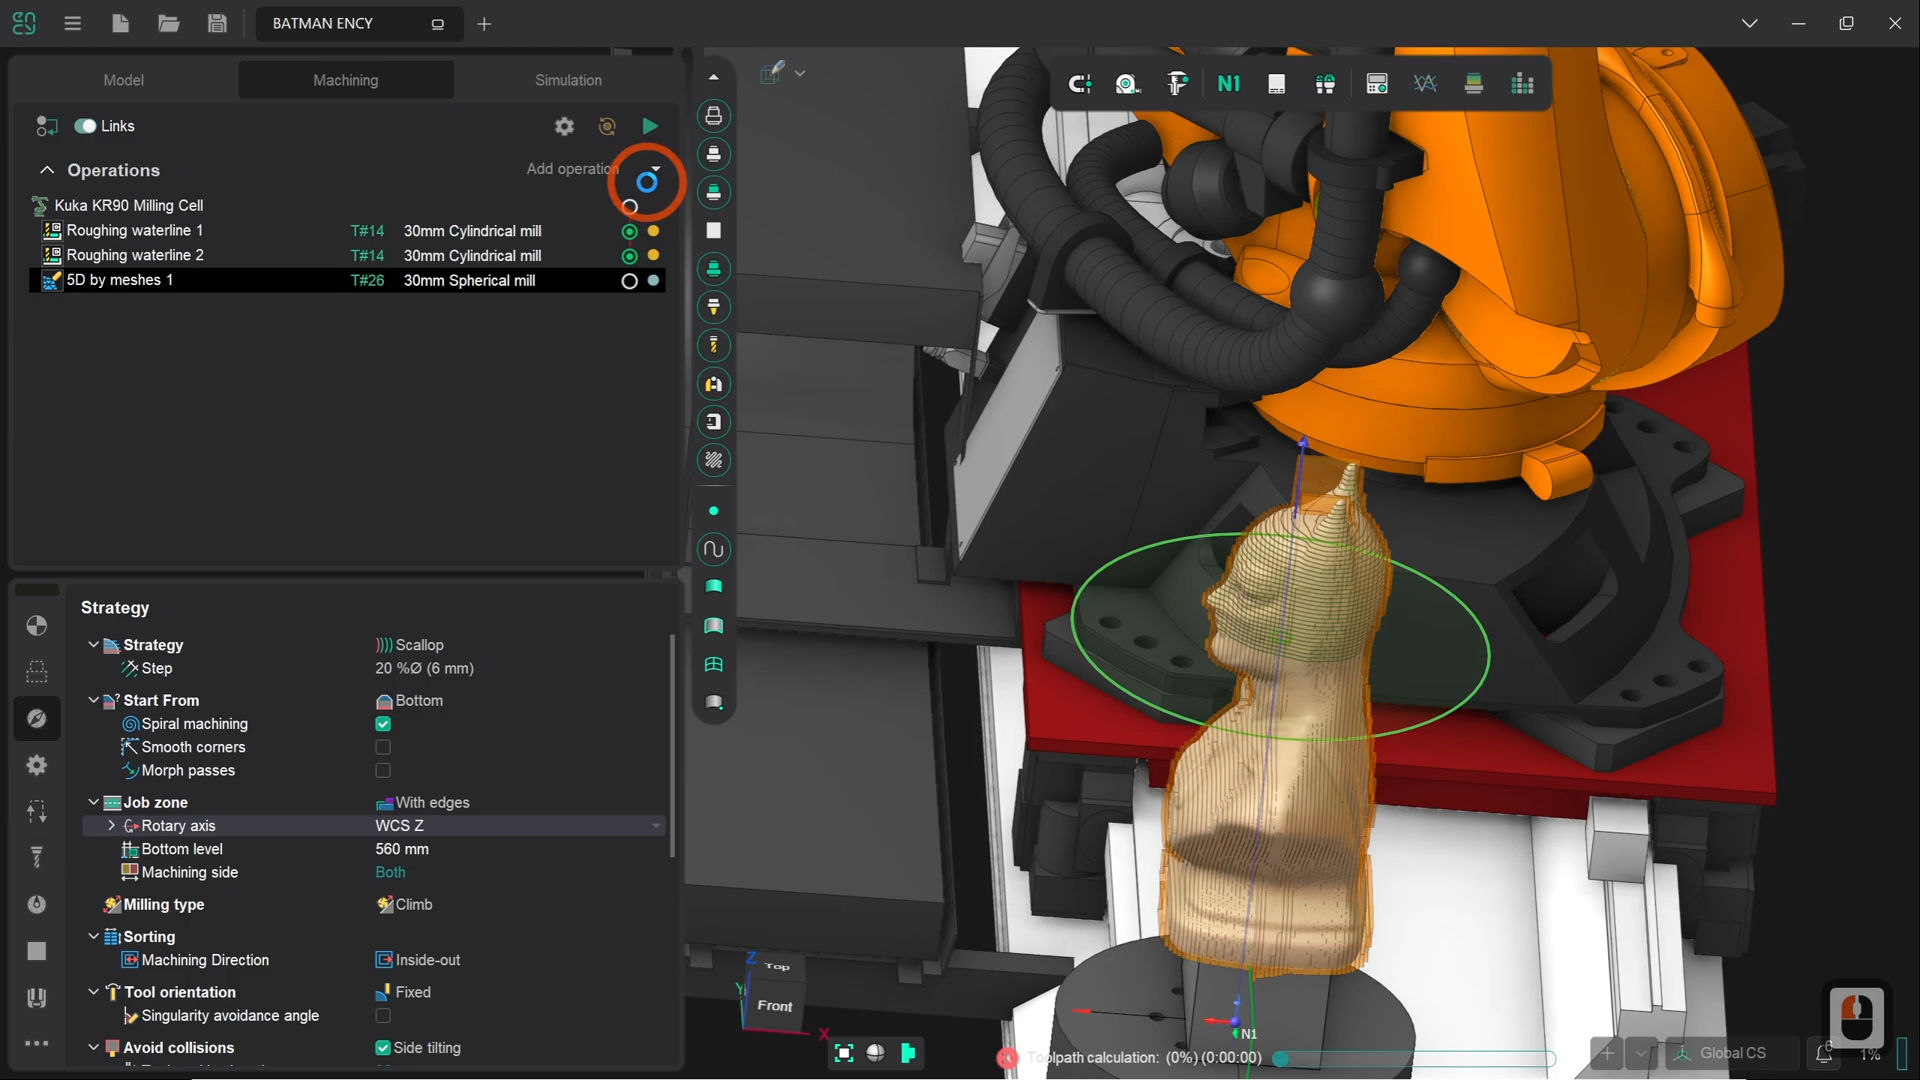 BATMAN ENCY
Model
Machining
Simulation
Links
Operations
Add operation
Kuka KR90 Milling Cell
Roughing waterline 1 T#14 30mm Cylindrical mill
Roughing waterline 2 T#14 30mm Cylindrical mill
5D by meshes 1 T#26 30mm Spherical mill
N1
Strategy
Strategy Scallop
Step 20 %Ø (6 mm)
Start From Bottom
Spiral machining
Smooth corners
Morph passes
Job zone With edges
Rotary axis WCS Z
Bottom level 560 mm
Machining side Both
Milling type Climb
Sorting
Machining Direction Inside-out
Tool orientation Fixed
Singularity avoidance angle
Avoid collisions Side tilting
Z
Top
Y
Front
X
N1
Toolpath calculation: (0%) (0:00:00)
Global CS
6
1%